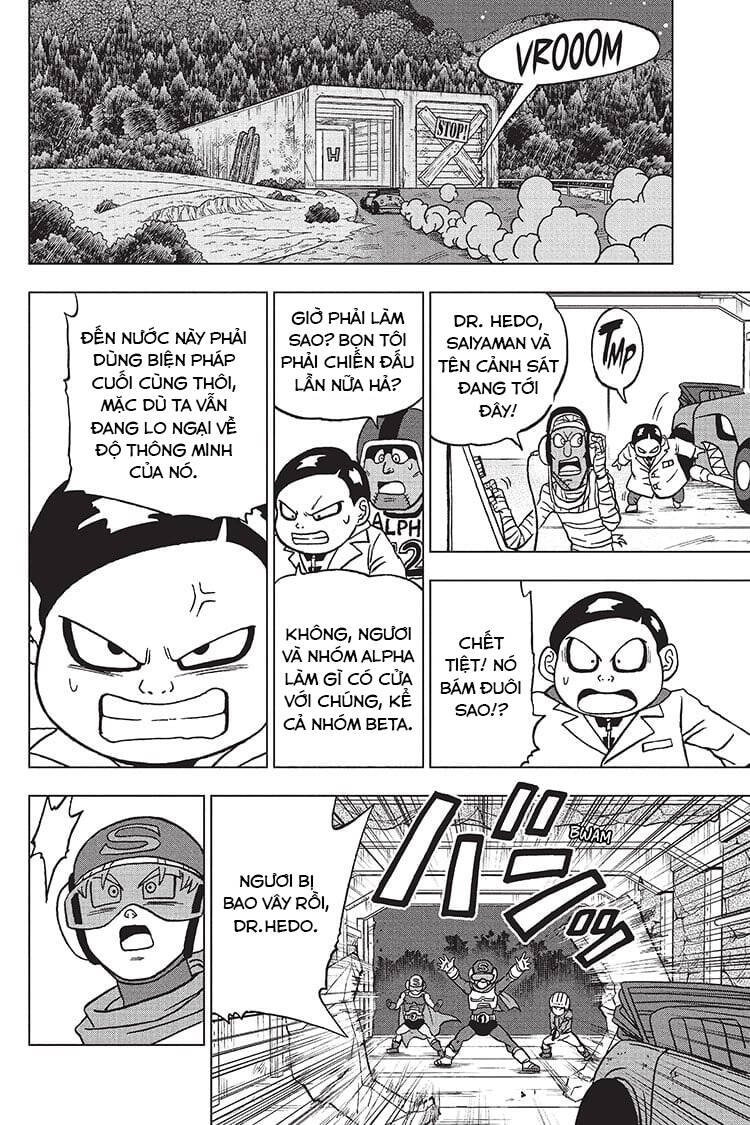 VROOOM
STOP!
H
DR. HEDO,
SAIYAMAN VÀ
TÊN CẢNH SÁT
ĐANG TỚI
ĐÂY!
TMP
GIỜ PHẢI LÀM
SAO? BỌN TÔI
PHẢI CHIẾN ĐẤU
LẦN NỮA HẢ?
ALPH
2
ĐẾN NƯỚC NÀY PHẢI
DÙNG BIỆN PHÁP
CUỐI CÙNG THÔI,
MẶC DÙ TA VẪN
ĐANG LO NGẠI VỀ
ĐỘ THÔNG MINH
CỦA NÓ.
CHẾT
TIỆT! NÓ
BÁM ĐUÔI
SAO!?
KHÔNG, NGƯƠI
VÀ NHÓM ALPHA
LÀM GÌ CÓ CỬA
VỚI CHÚNG, KỂ
CẢ NHÓM BETA.
バンッ
BWAM
NGƯƠI BỊ
BAO VÂY RỒI,
DR.HEDO.
S